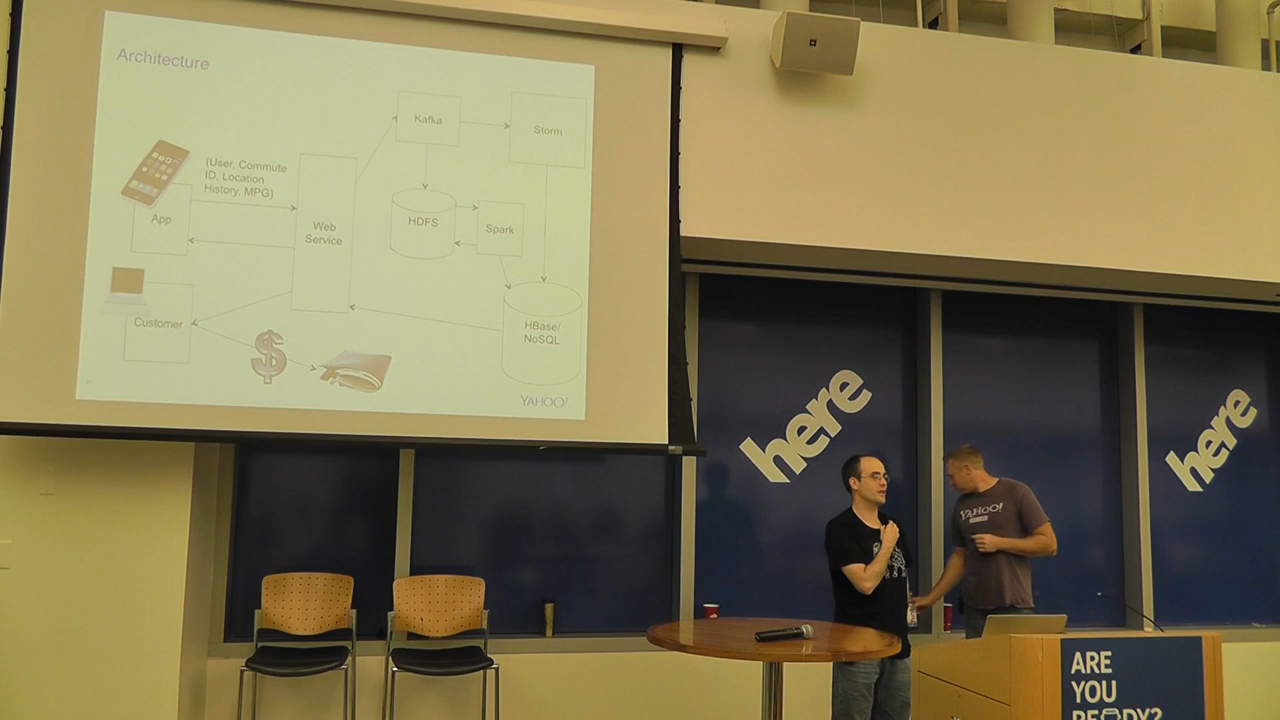 Architecture
Kafka
Storm
(User, Commute
ID, Location
History, MPG)
App
Web
Service
HDFS
Spark
Customer
HBase/
NoSQL
YAHOO!
here
here
YAHOO!
ARE
YOU
READY?